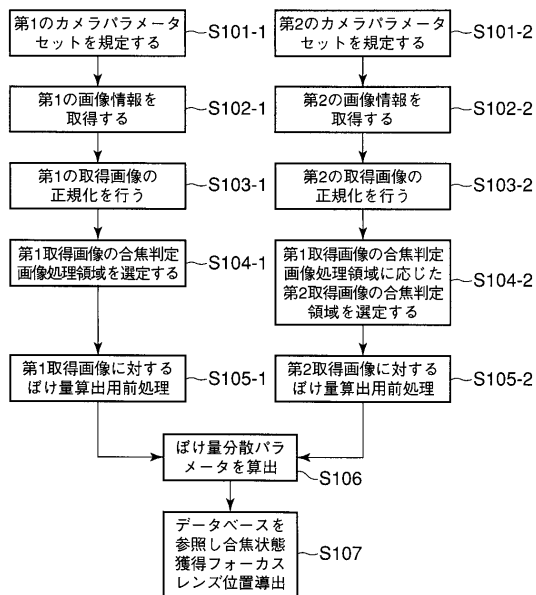 第1のカメラパラメータ
セットを規定する
S101-1
第2のカメラパラメータ
セットを規定する
S101-2
第1の画像情報を
取得する
S102-1
第2の画像情報を
取得する
S102-2
第1の取得画像の
正規化を行う
S103-1
第2の取得画像の
正規化を行う
S103-2
第1取得画像の合焦判定
画像処理領域を選定する
S104-1
第1取得画像の合焦判定
画像処理領域に応じた
第2取得画像の合焦判定
領域を選定する
S104-2
第1取得画像に対する
ぼけ量算出用前処理
S105-1
第2取得画像に対する
ぼけ量算出用前処理
S105-2
ぼけ量分散パラ
メータを算出
S106
データベースを
参照し合焦状態
獲得フォーカス
レンズ位置導出
S107